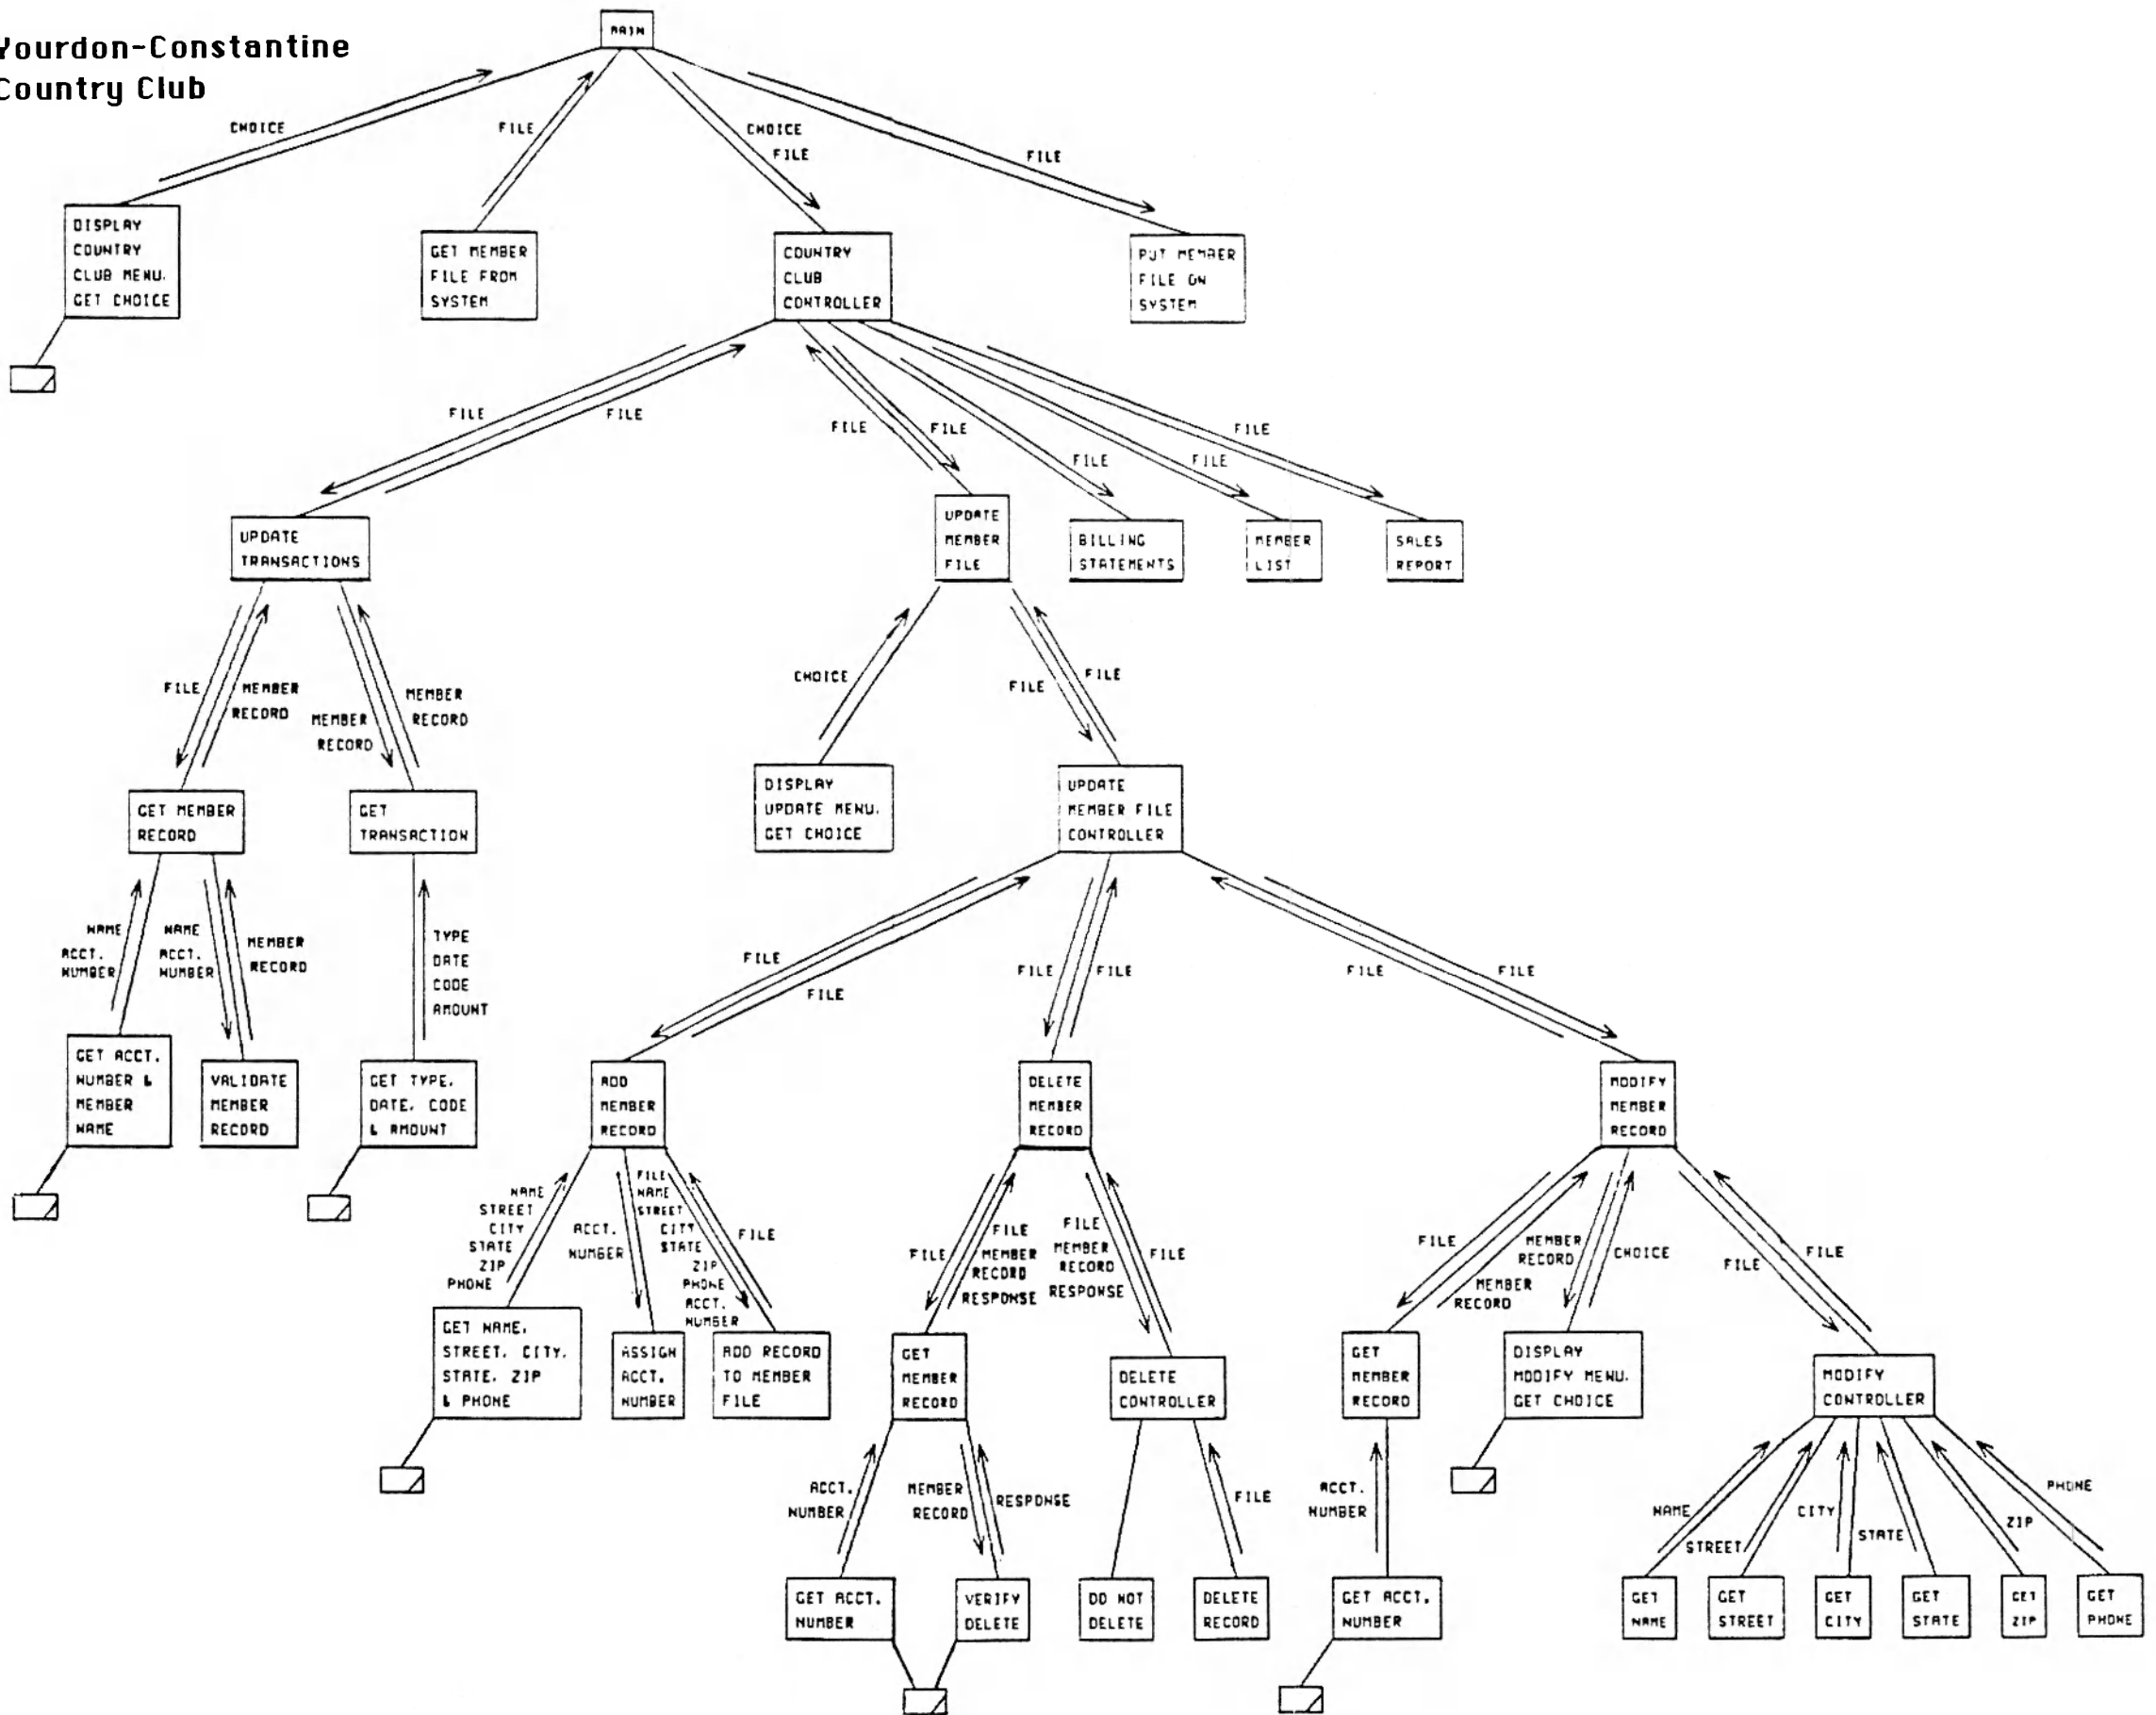 Yourdon-Constantine
Country Club
MAIN
CHOICE
FILE
CHOICE
FILE
FILE
DISPLAY
COUNTRY
CLUB MENU.
GET CHOICE
GET MEMBER
FILE FROM
SYSTEM
COUNTRY
CLUB
CONTROLLER
PUT MEMBER
FILE ON
SYSTEM
FILE
FILE
FILE
FILE
FILE
FILE
FILE
UPDATE
TRANSACTIONS
UPDATE
MEMBER
FILE
BILLING
STATEMENTS
MEMBER
LIST
SALES
REPORT
FILE
MEMBER
RECORD
MEMBER
RECORD
MEMBER
RECORD
CHOICE
FILE
FILE
GET MEMBER
RECORD
GET
TRANSACTION
DISPLAY
UPDATE MENU.
GET CHOICE
UPDATE
MEMBER FILE
CONTROLLER
NAME
ACCT.
NUMBER
NAME
ACCT.
NUMBER
MEMBER
RECORD
TYPE
DATE
CODE
AMOUNT
FILE
FILE
FILE
FILE
FILE
FILE
GET ACCT.
NUMBER &
MEMBER
NAME
VALIDATE
MEMBER
RECORD
GET TYPE.
DATE. CODE
& AMOUNT
ADD
MEMBER
RECORD
DELETE
MEMBER
RECORD
MODIFY
MEMBER
RECORD
NAME
STREET
CITY
STATE
ZIP
PHONE
ACCT.
NUMBER
FILE
NAME
STREET
CITY
STATE
ZIP
PHONE
ACCT.
NUMBER
FILE
FILE
FILE
MEMBER
RECORD
RESPONSE
FILE
MEMBER
RECORD
RESPONSE
FILE
FILE
MEMBER
RECORD
MEMBER
RECORD
CHOICE
FILE
FILE
GET NAME.
STREET. CITY.
STATE. ZIP
& PHONE
ASSIGN
ACCT.
NUMBER
ADD RECORD
TO MEMBER
FILE
GET
MEMBER
RECORD
DELETE
CONTROLLER
GET
MEMBER
RECORD
DISPLAY
MODIFY MENU.
GET CHOICE
MODIFY
CONTROLLER
ACCT.
NUMBER
MEMBER
RECORD
RESPONSE
FILE
ACCT.
NUMBER
NAME
STREET
CITY
STATE
ZIP
PHONE
GET ACCT.
NUMBER
VERIFY
DELETE
DO NOT
DELETE
DELETE
RECORD
GET ACCT.
NUMBER
GET
NAME
GET
STREET
GET
CITY
GET
STATE
GET
ZIP
GET
PHONE